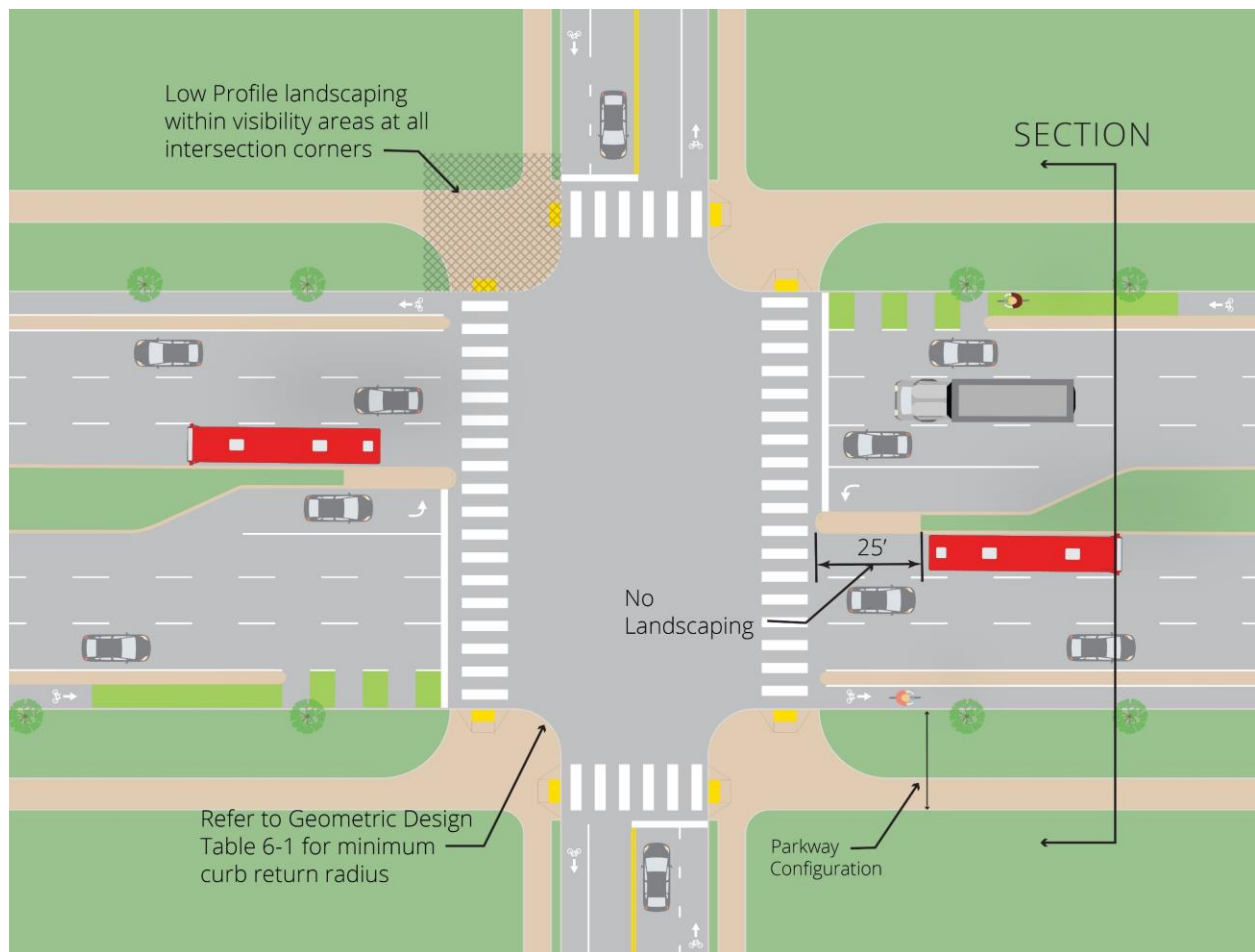 Low Profile landscaping
within visibility areas at all
intersection corners
SECTION
25’
No
Landscaping
Refer to Geometric Design
Table 6-1 for minimum
curb return radius
Parkway
Configuration